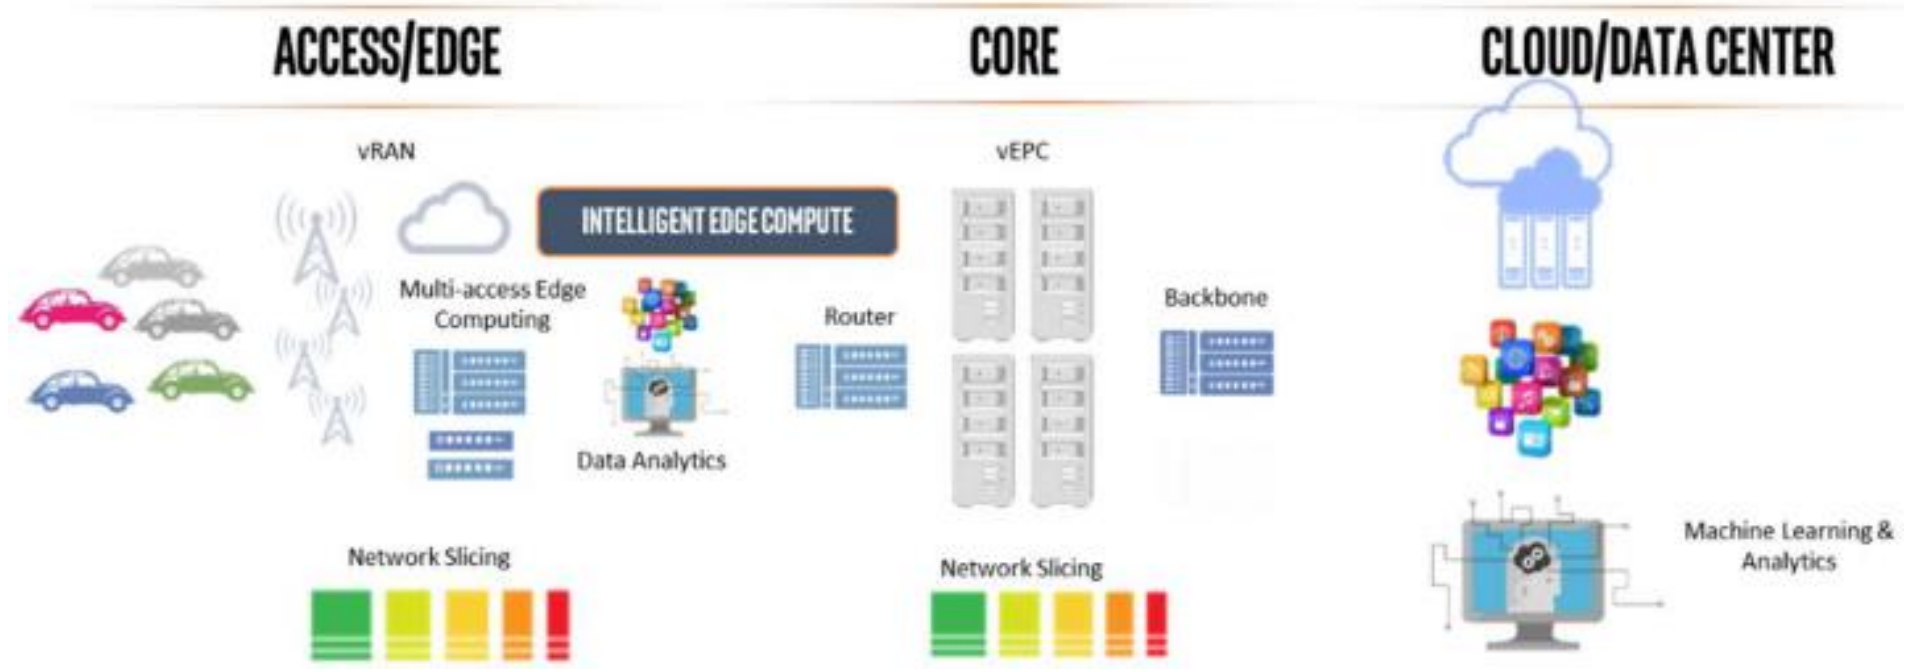 ACCESS/EDGE
CORE
CLOUD/DATA CENTER
vRAN
vEPC
INTELLIGENT EDGE COMPUTE
Multi-access Edge
Computing
Router
Backbone
Data Analytics
Machine Learning &
Analytics
Network Slicing
Network Slicing